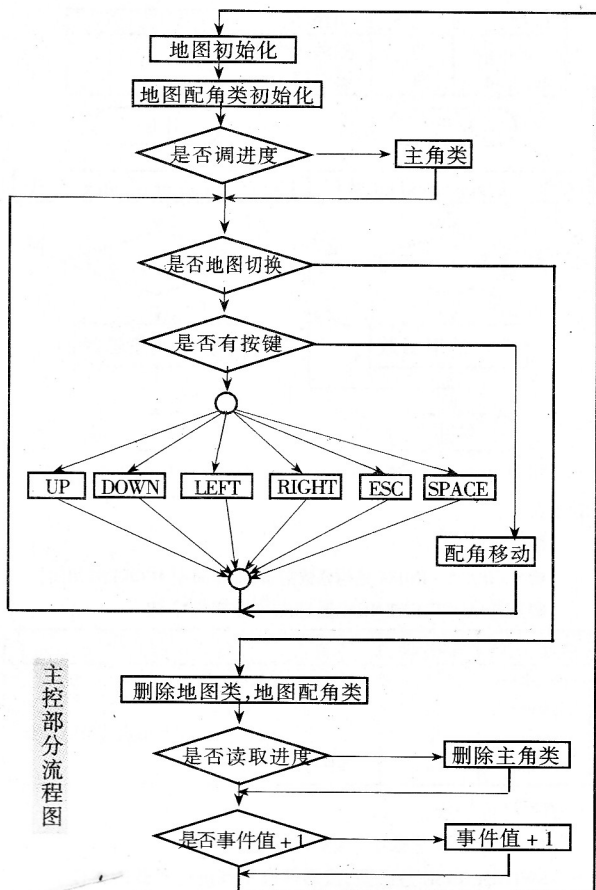 地图初始化
地图配角类初始化
是否调进度
主角类
是否地图切换
是否有按键
UP
DOWN
LEFT
RIGHT
ESC
SPACE
配角移动
删除地图类,地图配角类
是否读取进度
删除主角类
是否事件值+1
事件值+1
主控部分流程图